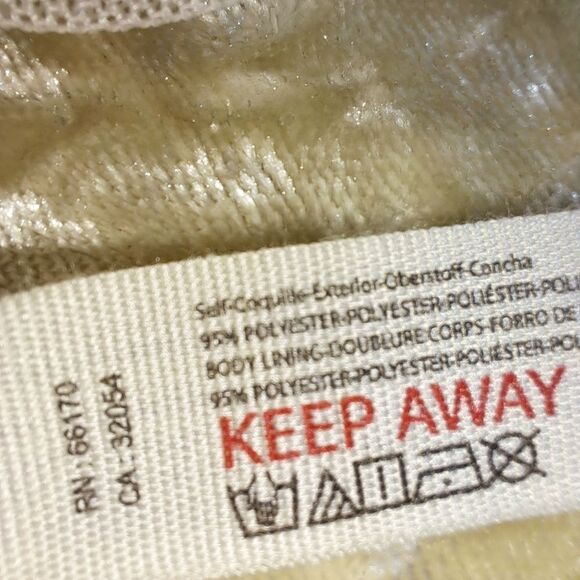 Self-Coquille-Exterior-Oberstoff-Concha
95% POLYESTER-POLYESTER-POLIÉSTER-POLI
BODY LINING-DOUBLURE CORPS-FORRO DE
95% POLYESTER-POLYESTER-POLIÉSTER-POL
KEEP AWAY
RN : 66170
CA : 32054